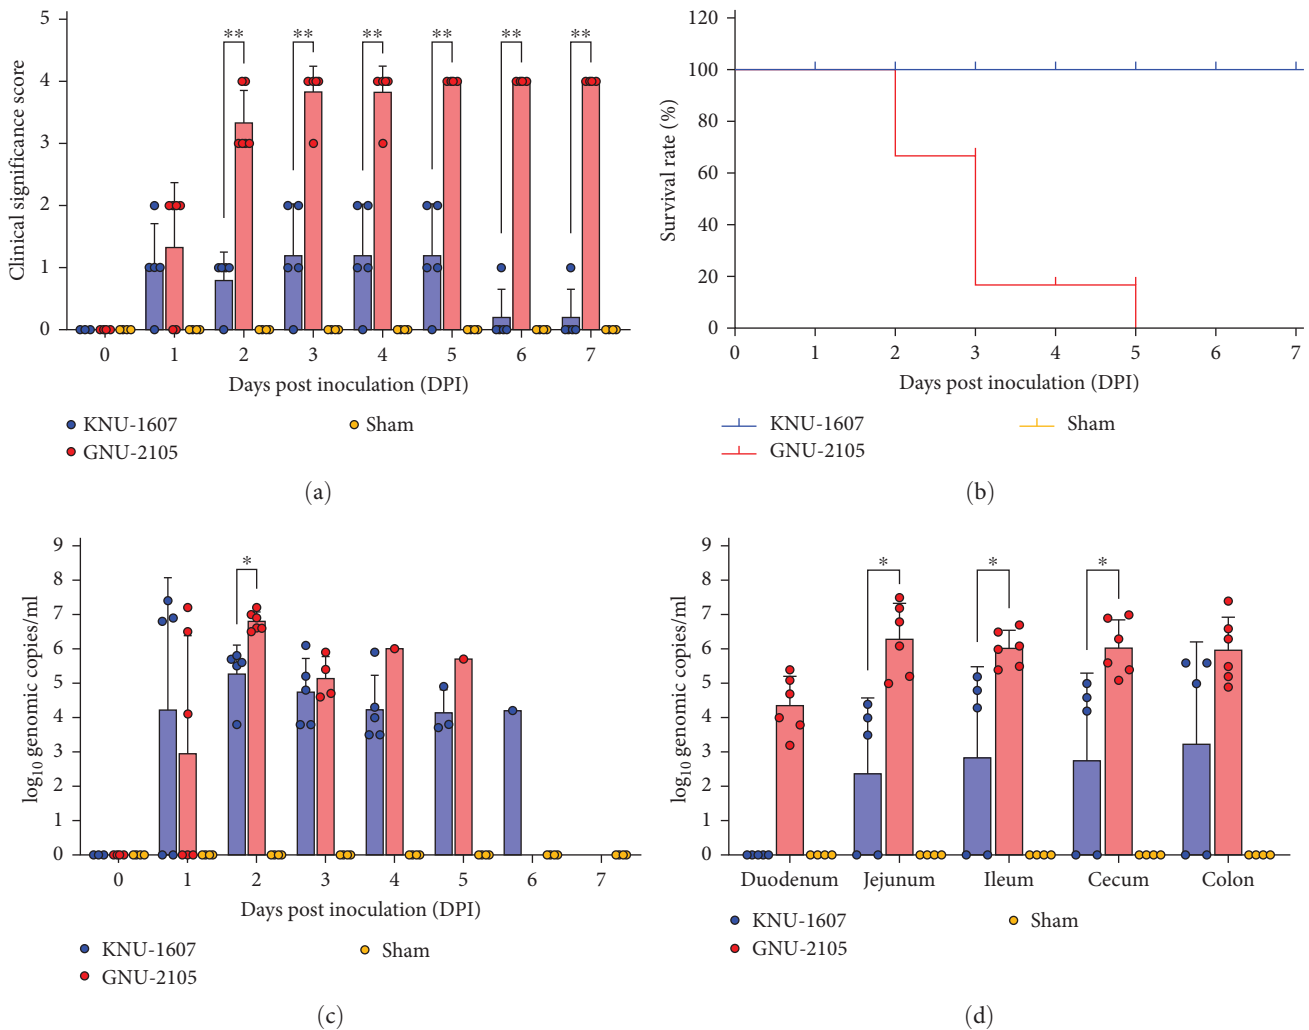 5
4
3
2
1
0
Clinical significance score
** ** ** ** ** **
0 1 2 3 4 5 6 7
Days post inoculation (DPI)
KNU-1607
Sham
GNU-2105
(a)
120
100
80
60
40
20
0
Survival rate (%)
0 1 2 3 4 5 6 7
Days post inoculation (DPI)
KNU-1607
Sham
GNU-2105
(b)
9
8
7
6
5
4
3
2
1
0
log10 genomic copies/ml
*
0 1 2 3 4 5 6 7
Days post inoculation (DPI)
KNU-1607
Sham
GNU-2105
(c)
9
8
7
6
5
4
3
2
1
0
log10 genomic copies/ml
* * *
Duodenum Jejunum Ileum Cecum Colon
KNU-1607
Sham
GNU-2105
(d)